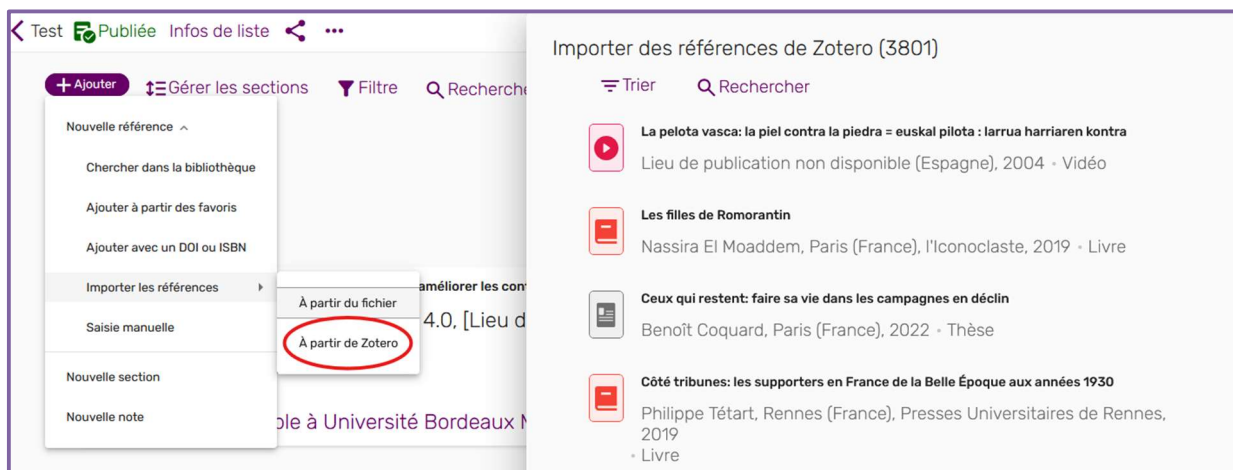 Test Publiée Infos de liste
+ Ajouter Gérer les sections Filtre Recherche
Nouvelle référence
Chercher dans la bibliothèque
Ajouter à partir des favoris
Ajouter avec un DOI ou ISBN
Importer les références
Saisie manuelle
Nouvelle section
Nouvelle note
À partir du fichier
À partir de Zotero
améliorer les con
4.0, [Lieu d
ble à Université Bordeaux
Importer des références de Zotero (3801)
Trier Rechercher
La pelota vasca: la piel contra la piedra = euskal pilota : larrua harriaren kontra
Lieu de publication non disponible (Espagne), 2004 • Vidéo
Les filles de Romorantin
Nassira El Moaddem, Paris (France), l'Iconoclaste, 2019 • Livre
Ceux qui restent: faire sa vie dans les campagnes en déclin
Benoît Coquard, Paris (France), 2022 • Thèse
Côté tribunes: les supporters en France de la Belle Époque aux années 1930
Philippe Tétart, Rennes (France), Presses Universitaires de Rennes,
2019
• Livre